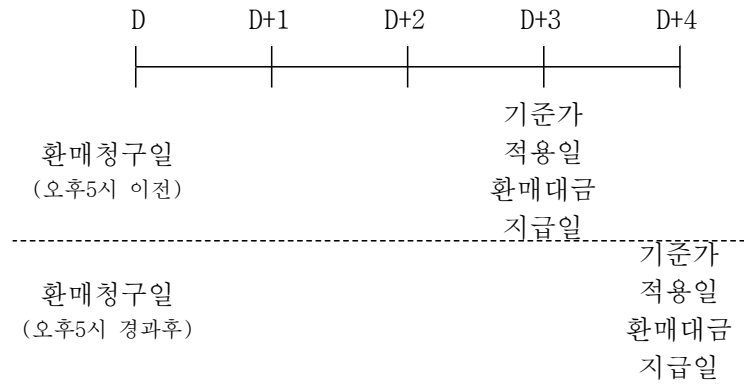 D D+1 D+2 D+3 D+4
기준가
적용일
환매대금
지급일
환매청구일
(오후5시 이전)
기준가
적용일
환매대금
지급일
환매청구일
(오후5시 경과후)